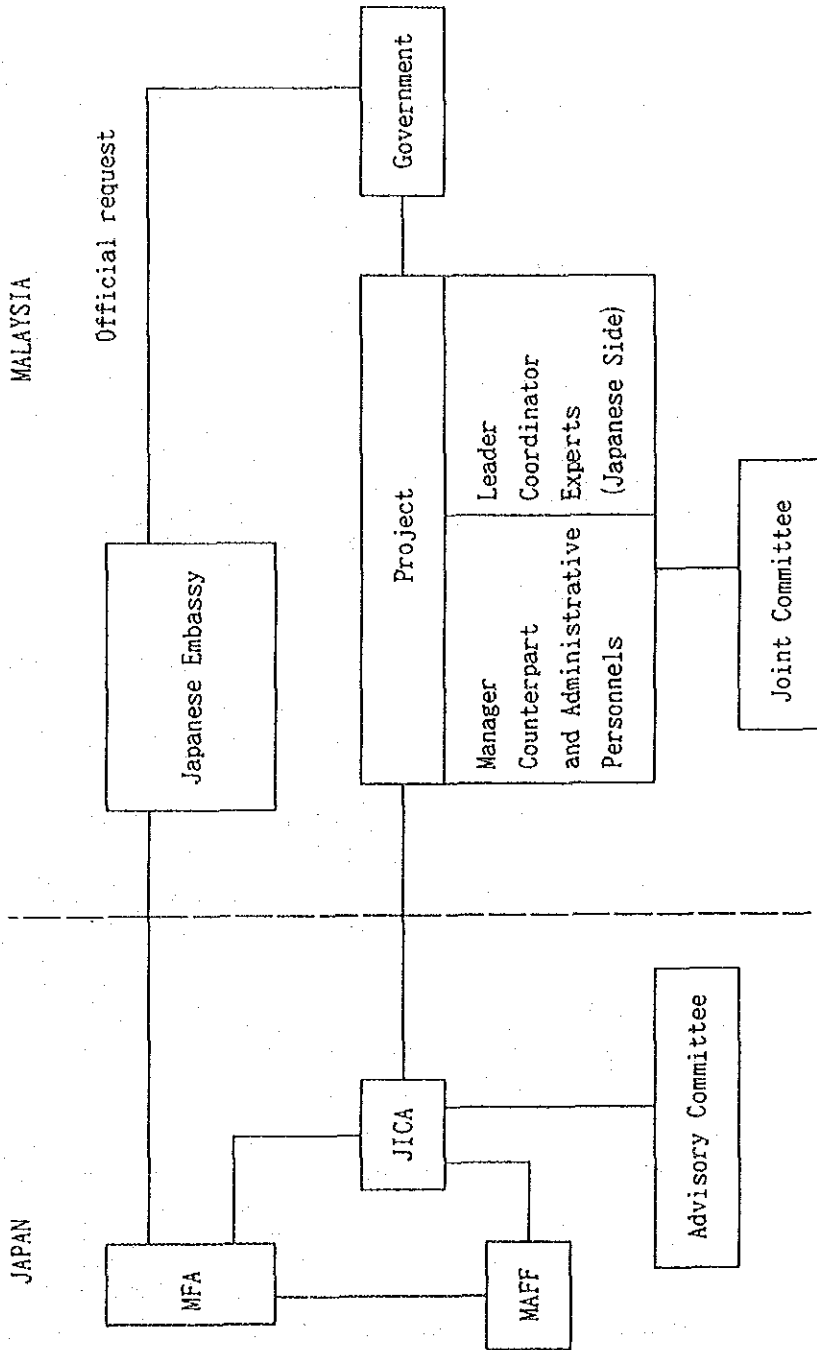 JAPAN
MALAYSIA
Official request
MFA
Japanese Embassy
JICA
Project
Government
Manager
Counterpart
and Administrative
Personnels
Leader
Coordinator
Experts
(Japanese Side)
MAFF
Advisory Committee
Joint Committee